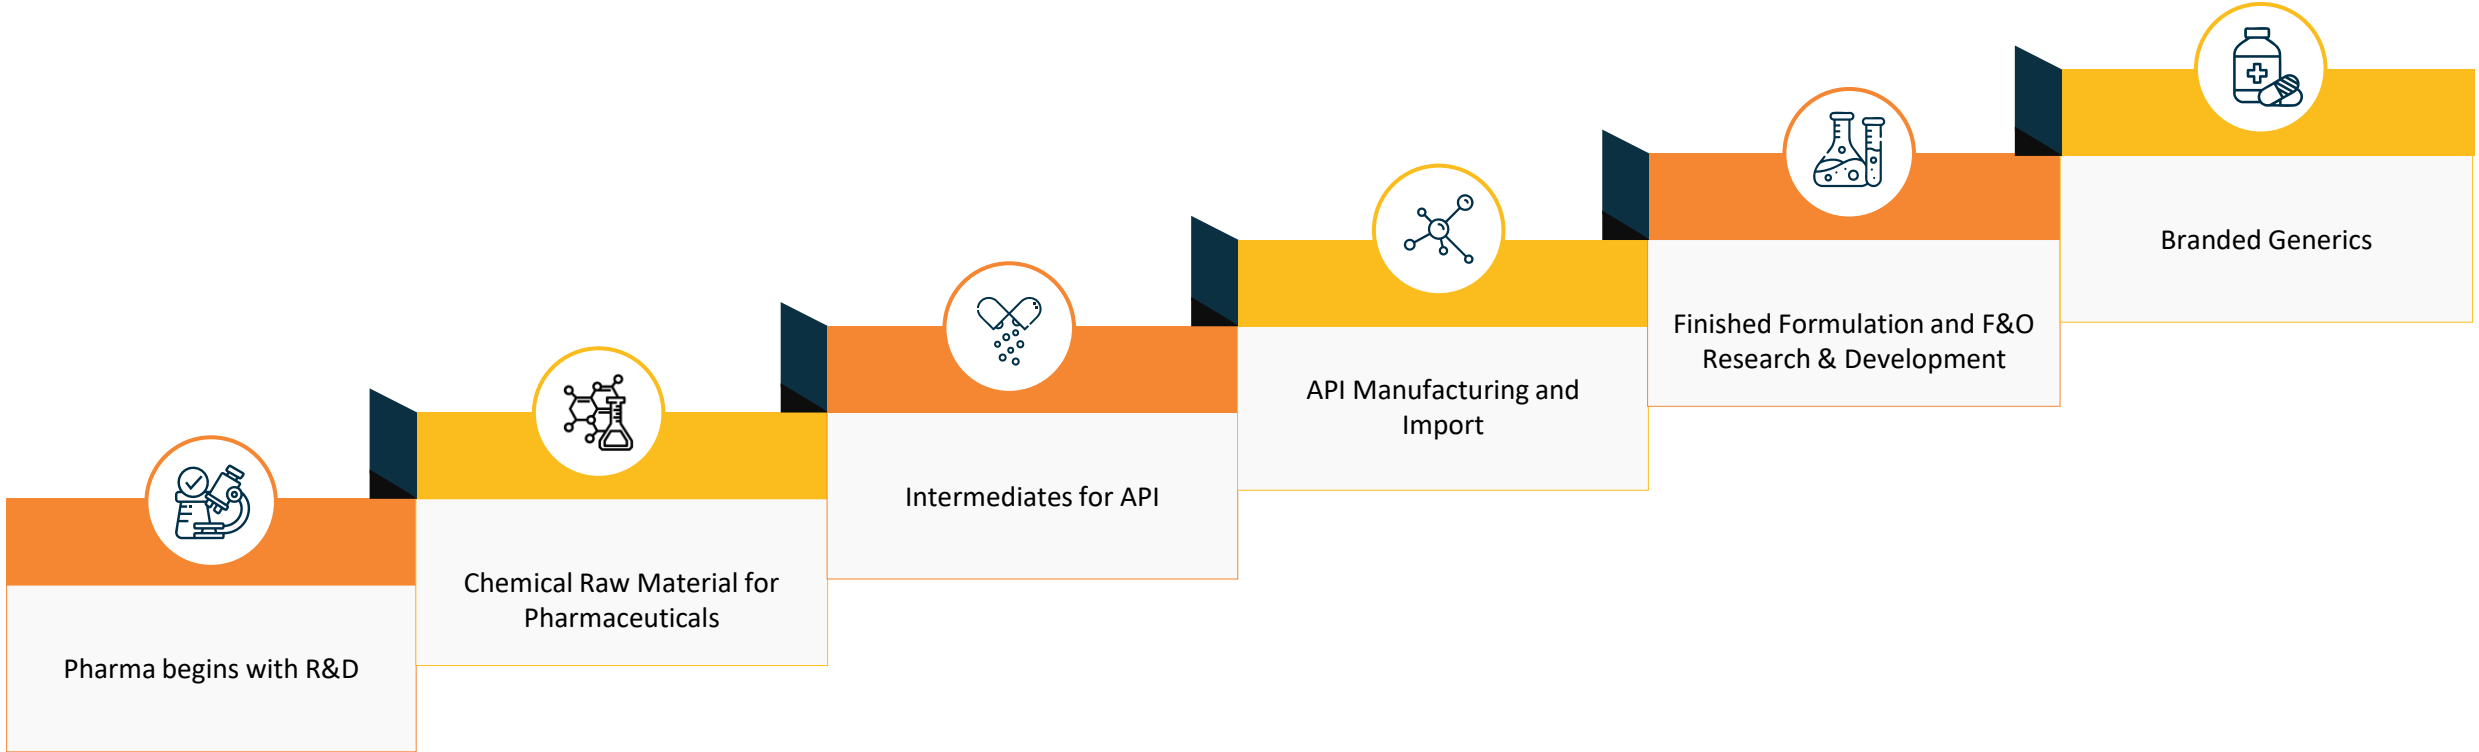 Pharma begins with R&D
Chemical Raw Material for
Pharmaceuticals
Intermediates for API
API Manufacturing and
Import
Finished Formulation and F&O
Research & Development
Branded Generics